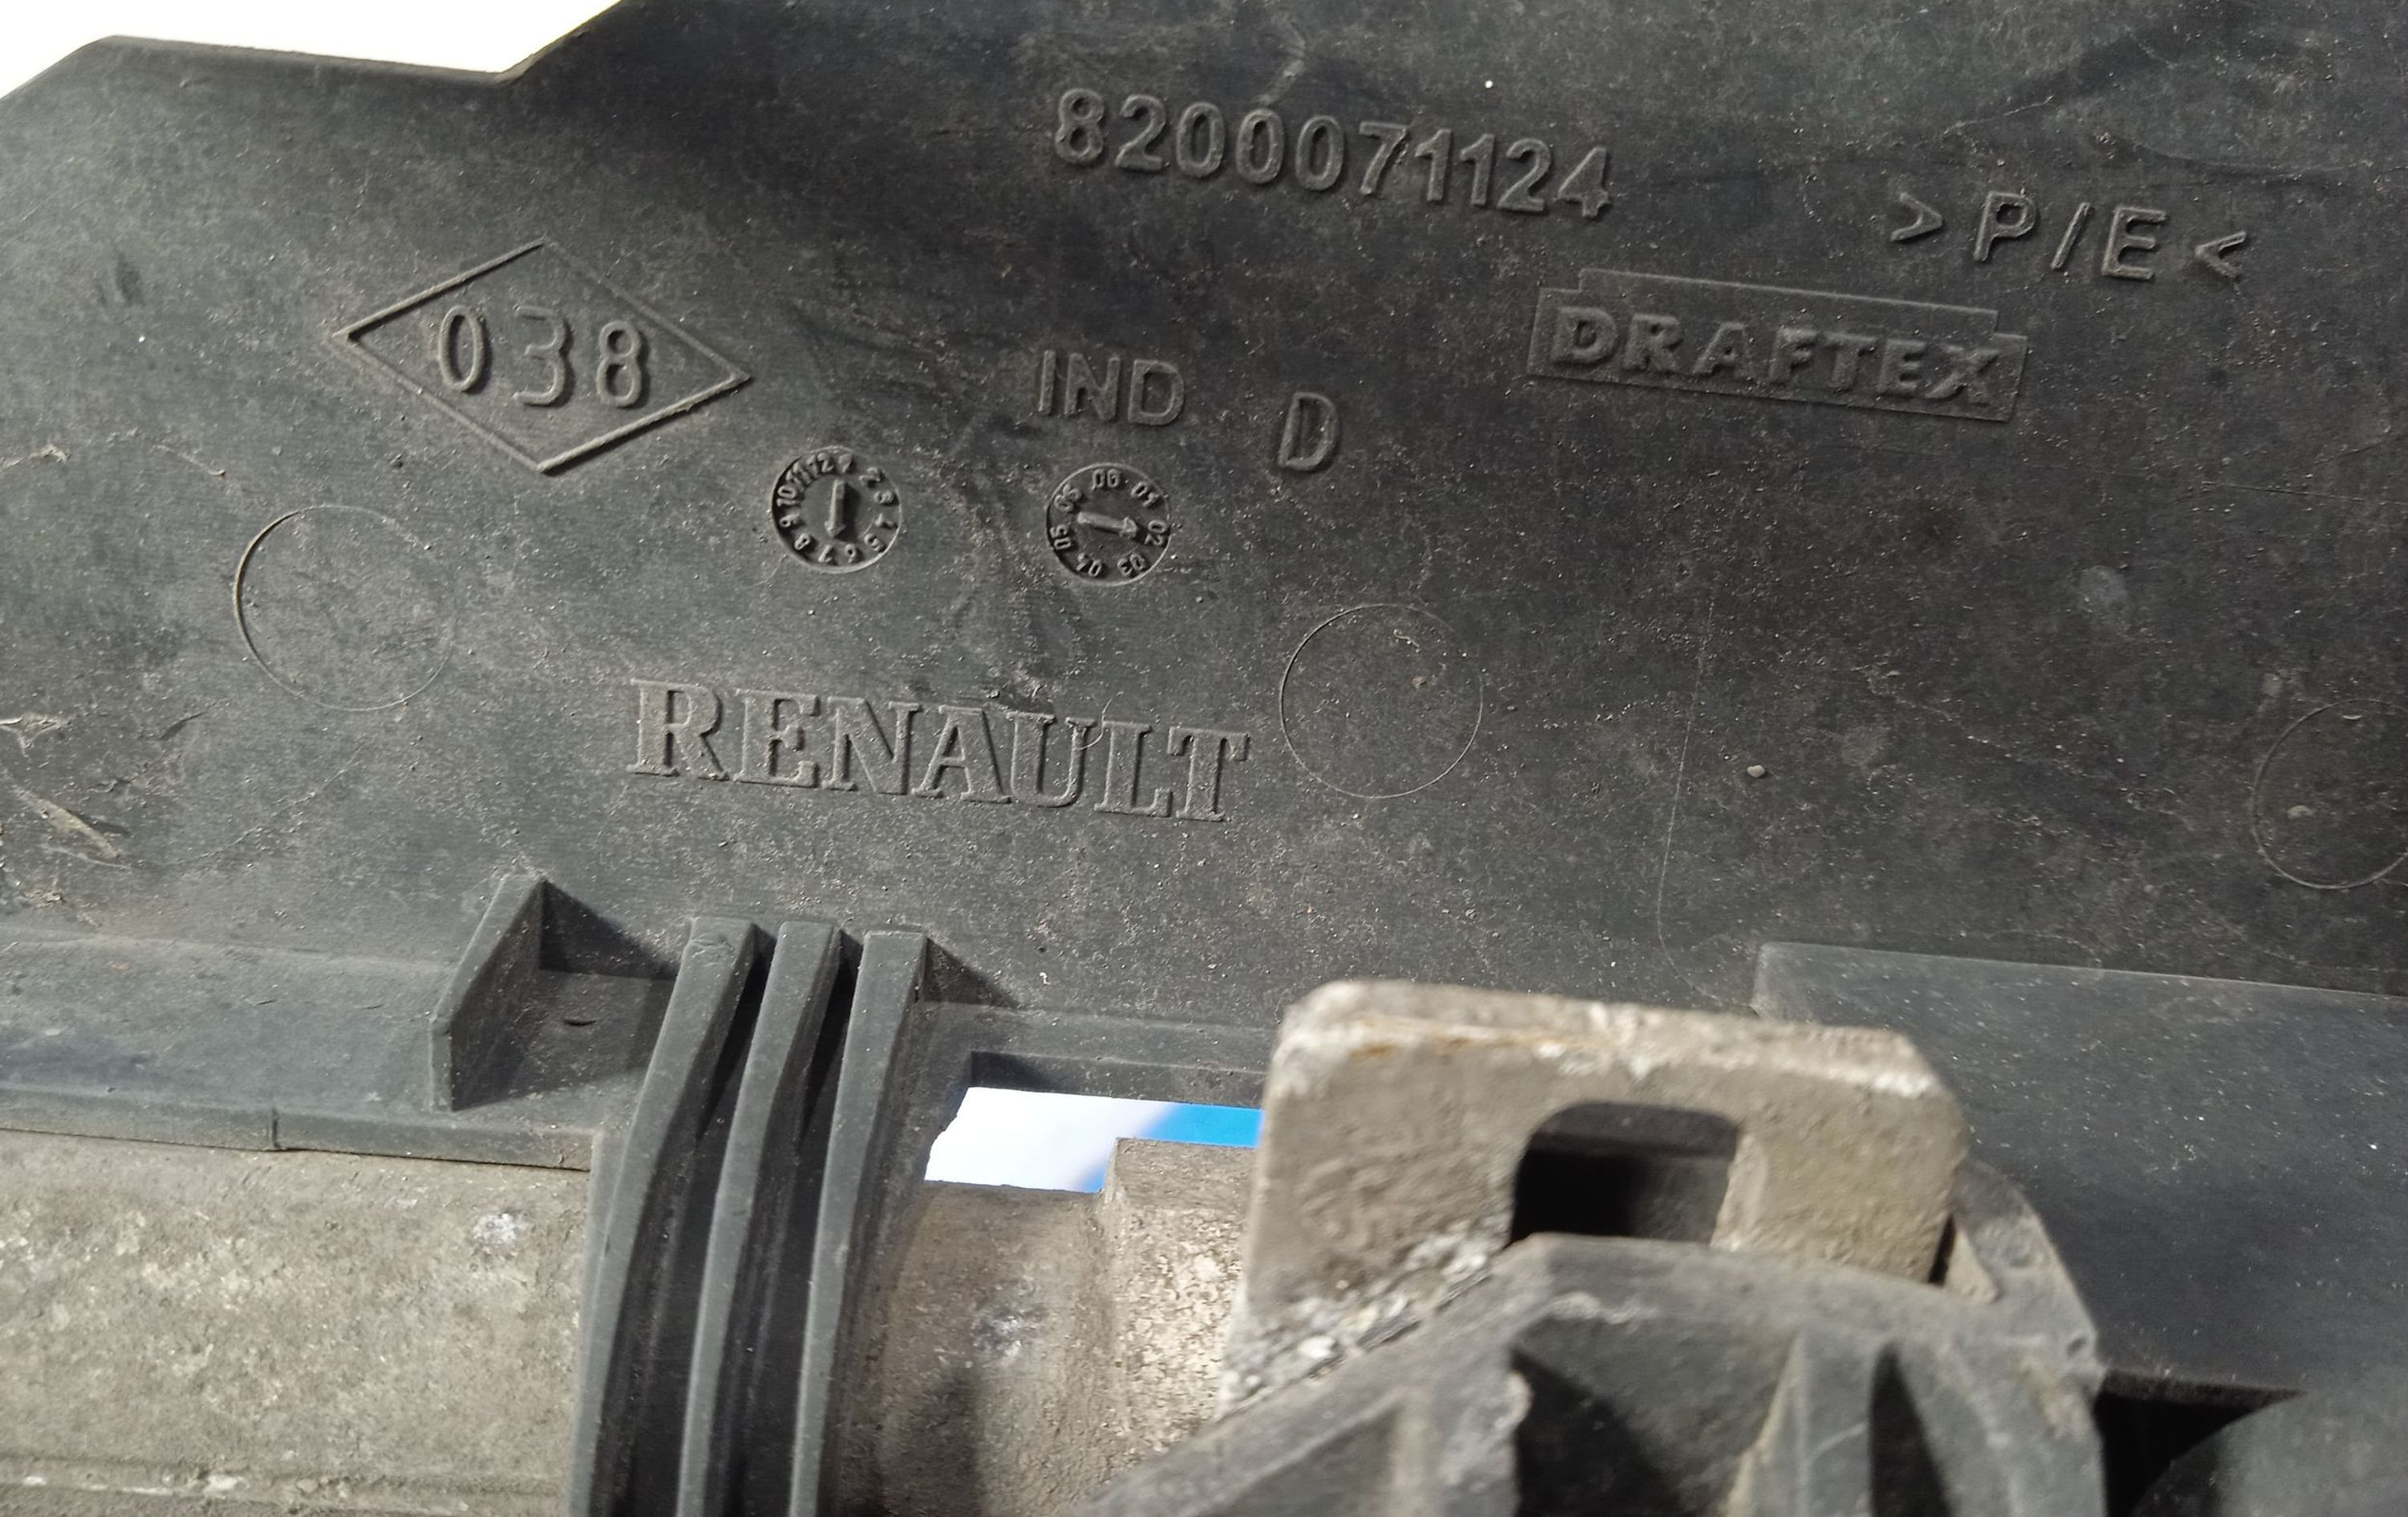 8200071124
>P/E<
DRAFTEX
038
IND D
RENAULT